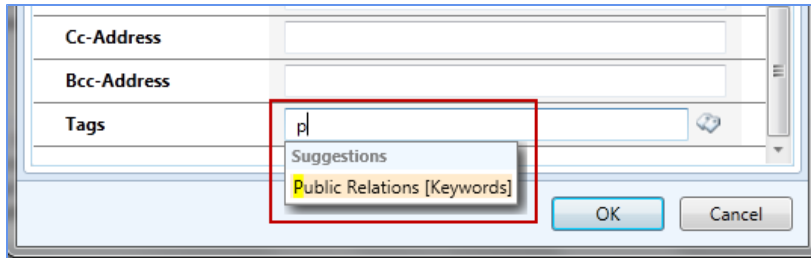 Cc-Address
Bcc-Address
Tags p
Suggestions
Public Relations [Keywords]
OK Cancel